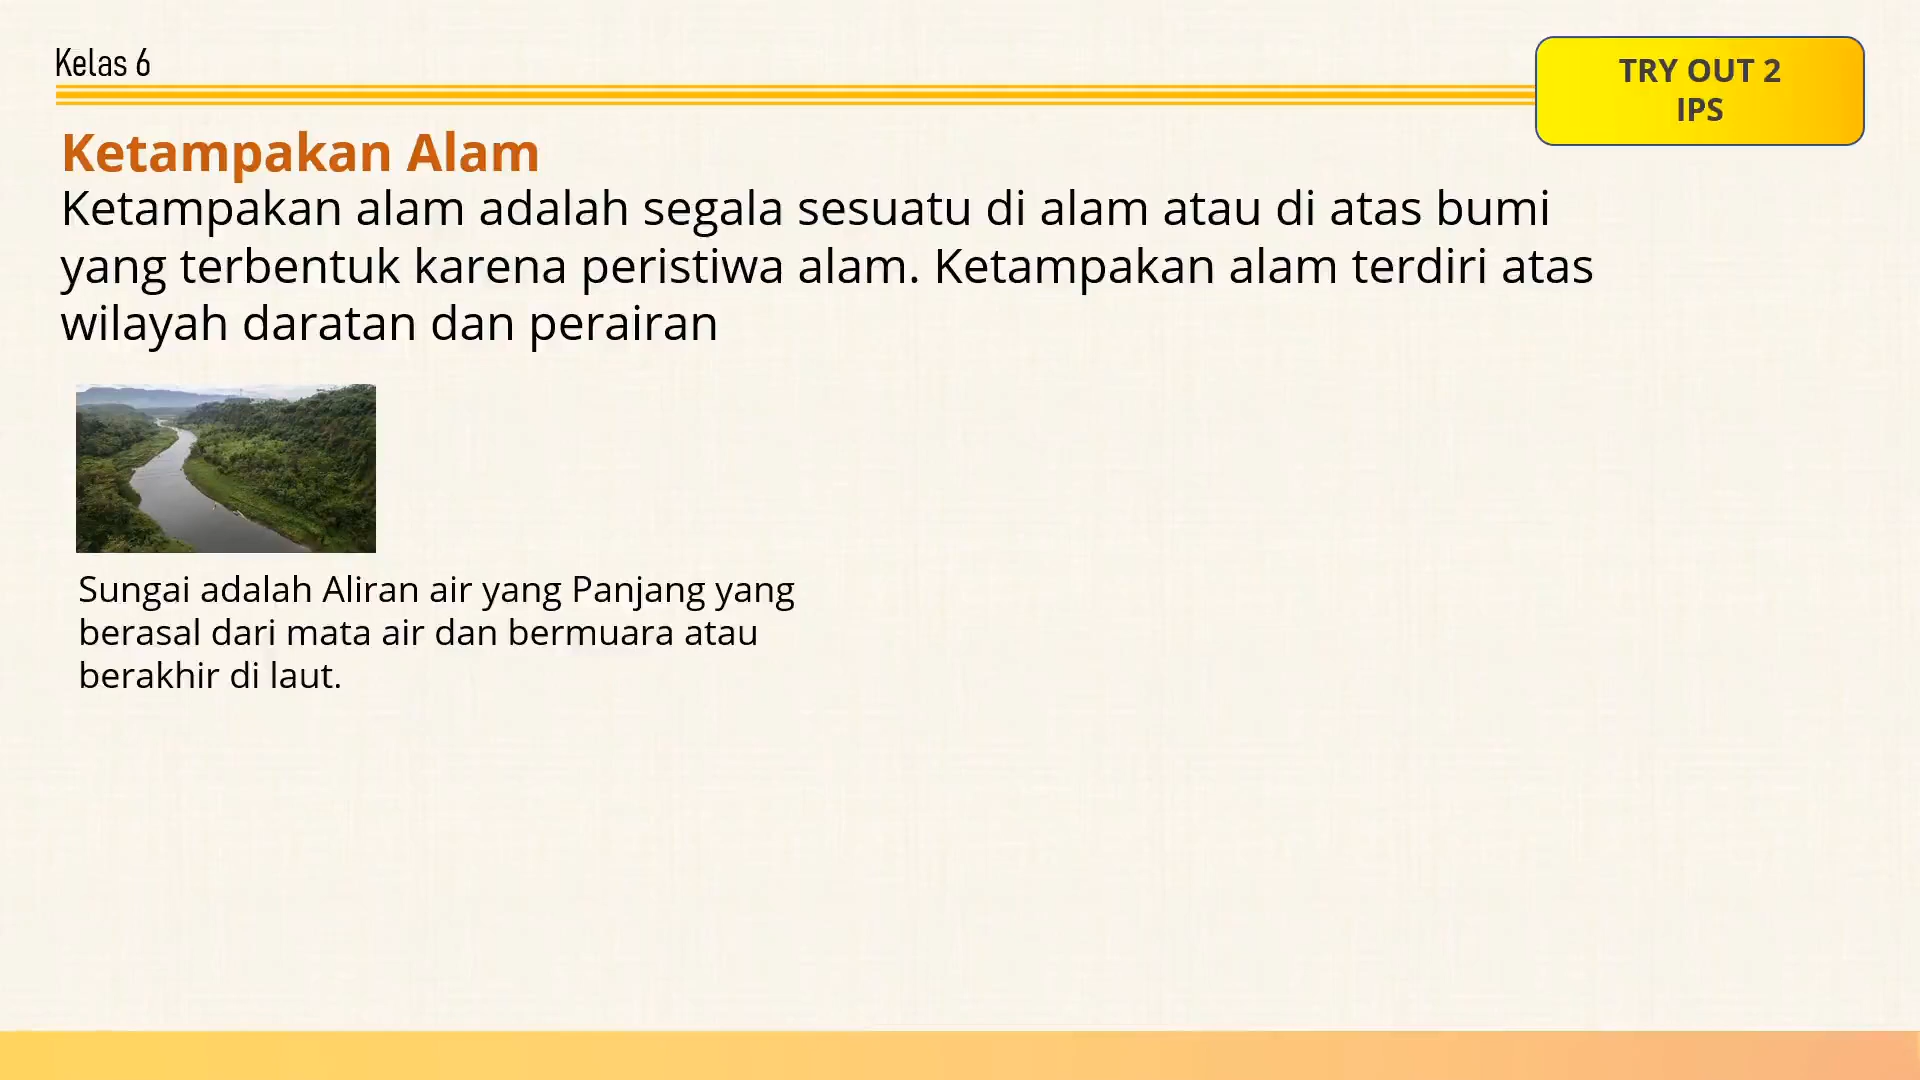 Kelas 6
TRY OUT 2
IPS
Ketampakan Alam
Ketampakan alam adalah segala sesuatu di alam atau di atas bumi
yang terbentuk karena peristiwa alam. Ketampakan alam terdiri atas
wilayah daratan dan perairan
Sungai adalah Aliran air yang Panjang yang
berasal dari mata air dan bermuara atau
berakhir di laut.